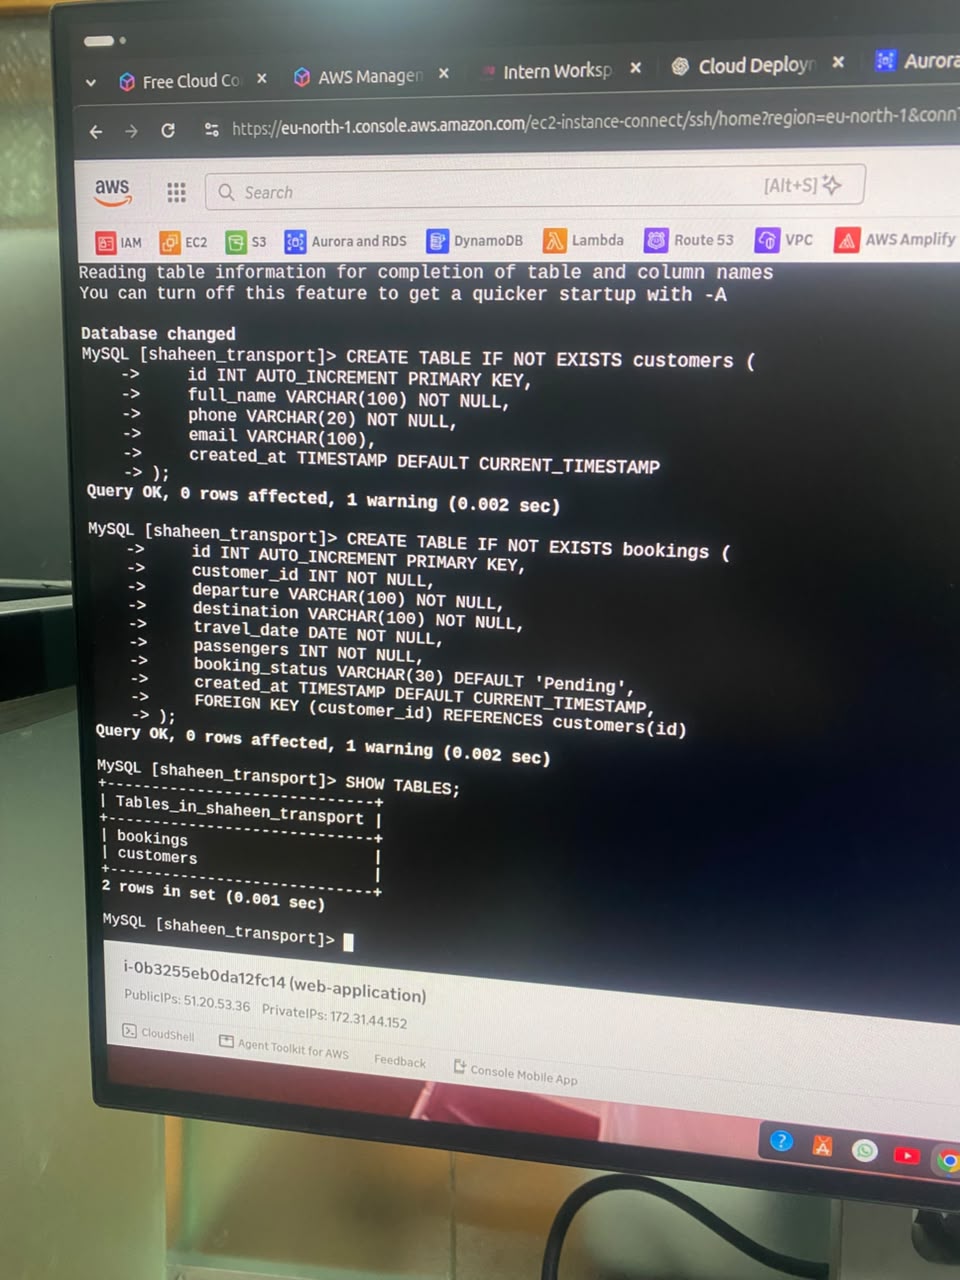 Free Cloud Co
AWS Managen
Intern Worksp
Cloud Deployn
Aurora
https://eu-north-1.console.aws.amazon.com/ec2-instance-connect/ssh/home?region=eu-north-1&conn
aws
Search
[Alt+S]
IAM
EC2
S3
Aurora and RDS
DynamoDB
Lambda
Route 53
VPC
AWS Amplify
Reading table information for completion of table and column names
You can turn off this feature to get a quicker startup with -A
Database changed
MySQL [shaheen_transport]> CREATE TABLE IF NOT EXISTS customers (
-> id INT AUTO_INCREMENT PRIMARY KEY,
-> full_name VARCHAR(100) NOT NULL,
-> phone VARCHAR(20) NOT NULL,
-> email VARCHAR(100),
-> created_at TIMESTAMP DEFAULT CURRENT_TIMESTAMP
-> );
Query OK, 0 rows affected, 1 warning (0.002 sec)
MySQL [shaheen_transport]> CREATE TABLE IF NOT EXISTS bookings (
-> id INT AUTO_INCREMENT PRIMARY KEY,
-> customer_id INT NOT NULL,
-> departure VARCHAR(100) NOT NULL,
-> destination VARCHAR(100) NOT NULL,
-> travel_date DATE NOT NULL,
-> passengers INT NOT NULL,
-> booking_status VARCHAR(30) DEFAULT 'Pending',
-> created_at TIMESTAMP DEFAULT CURRENT_TIMESTAMP,
-> FOREIGN KEY (customer_id) REFERENCES customers(id)
-> );
Query OK, 0 rows affected, 1 warning (0.002 sec)
MySQL [shaheen_transport]> SHOW TABLES;
+-----------------------------+
| Tables_in_shaheen_transport |
+-----------------------------+
| bookings |
| customers |
+-----------------------------+
2 rows in set (0.001 sec)
MySQL [shaheen_transport]>
i-0b3255eb0da12fc14 (web-application)
PublicIPs: 51.20.53.36 PrivateIPs: 172.31.44.152
CloudShell
Agent Toolkit for AWS
Feedback
Console Mobile App